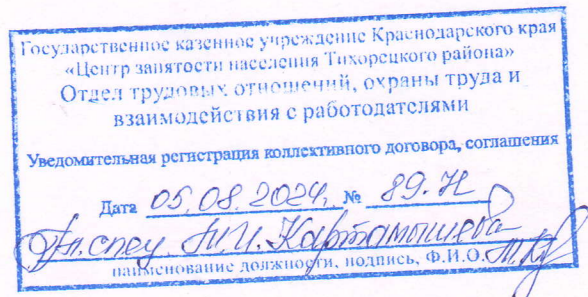 Государственное казенное учреждение Краснодарского края
«Центр занятости населения Тихорецкого района»
Отдел трудовых отношений, охраны труда и
взаимодействия с работодателями
Уведомительная регистрация коллективного договора, соглашения
Дата 05.08.2024г. № 89-Н
Гл. спец. Т.И. Картамышева
наименование должности, подпись, Ф.И.О.